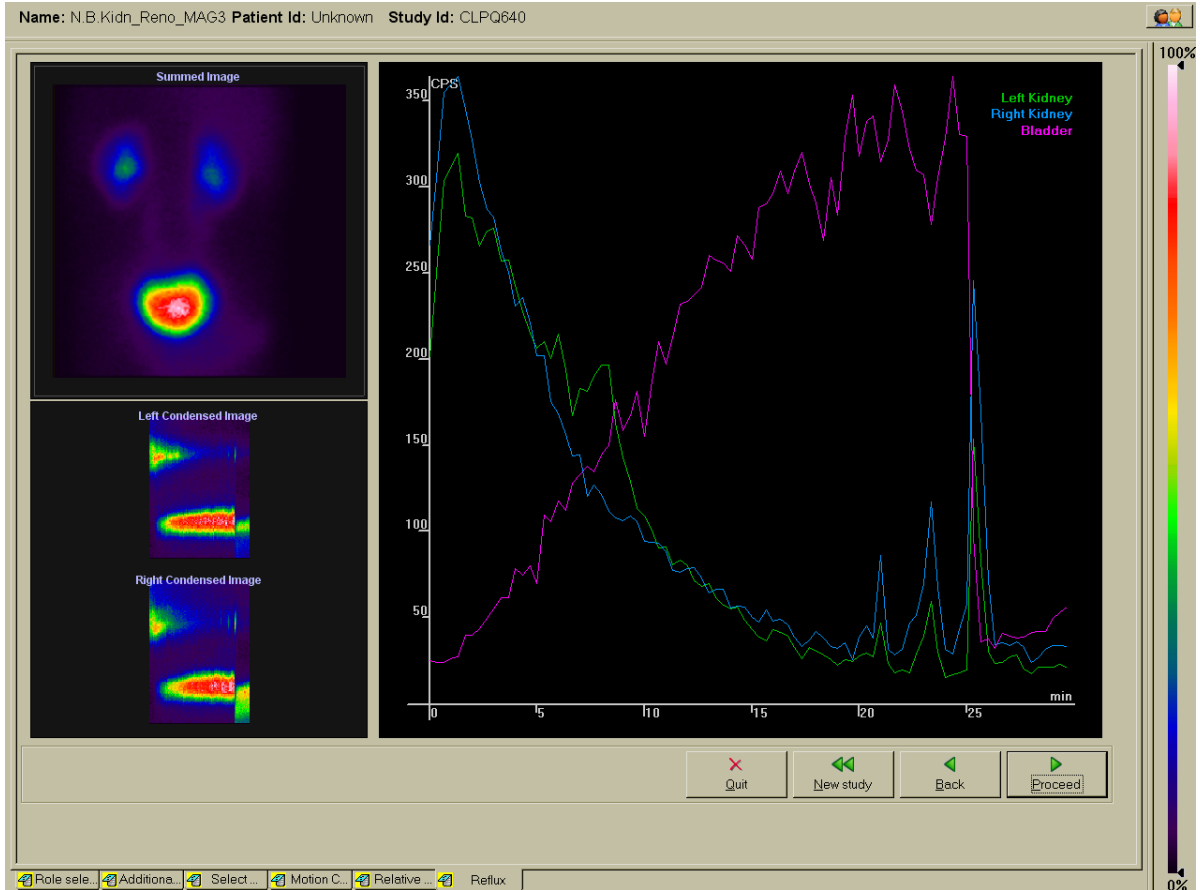 Name: N.B.Kidn_Reno_MAG3 Patient Id: Unknown Study Id: CLPQ640
100%
Summed Image
CPS
Left Kidney
Right Kidney
Bladder
350
300
250
200
150
100
50
Left Condensed Image
Right Condensed Image
min
0 5 10 15 20 25
Quit New study Back Proceed
Role sele... Additiona... Select ... Motion C... Relative ... Reflux
0%